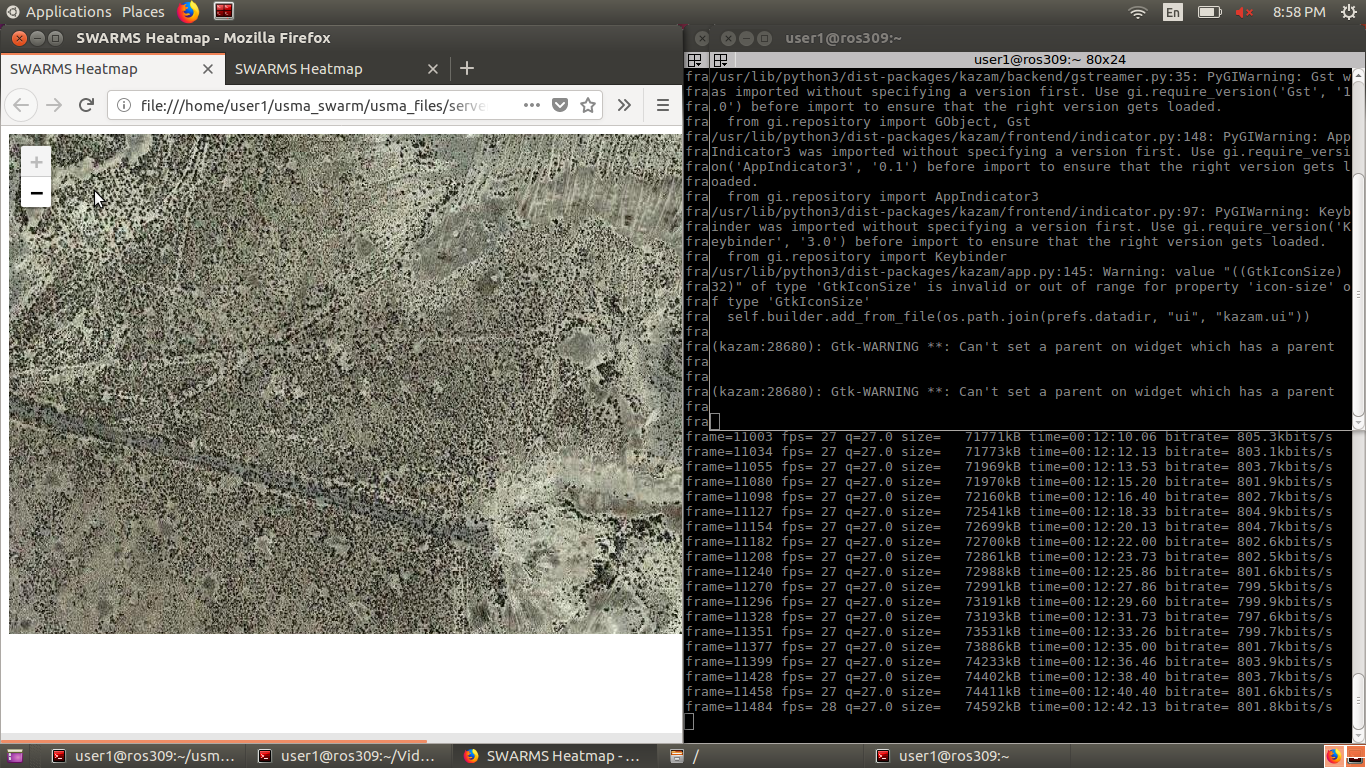 Applications Places En 8:58 PM
SWARMS Heatmap - Mozilla Firefox
user1@ros309:~
SWARMS Heatmap
SWARMS Heatmap
file:///home/user1/usma_swarm/usma_files/serve
+
−
user1@ros309:~ 80x24
fra/usr/lib/python3/dist-packages/kazam/backend/gstreamer.py:35: PyGIWarning: Gst w
fraas imported without specifying a version first. Use gi.require_version('Gst', '1
fra.0') before import to ensure that the right version gets loaded.
fra  from gi.repository import GObject, Gst
fra/usr/lib/python3/dist-packages/kazam/frontend/indicator.py:148: PyGIWarning: App
fraIndicator3 was imported without specifying a version first. Use gi.require_versi
fraon('AppIndicator3', '0.1') before import to ensure that the right version gets l
fraoaded.
fra  from gi.repository import AppIndicator3
fra/usr/lib/python3/dist-packages/kazam/frontend/indicator.py:97: PyGIWarning: Keyb
frainder was imported without specifying a version first. Use gi.require_version('K
fraeybinder', '3.0') before import to ensure that the right version gets loaded.
fra  from gi.repository import Keybinder
fra/usr/lib/python3/dist-packages/kazam/app.py:145: Warning: value "((GtkIconSize)
fra32)" of type 'GtkIconSize' is invalid or out of range for property 'icon-size' o
fraf type 'GtkIconSize'
fra  self.builder.add_from_file(os.path.join(prefs.datadir, "ui", "kazam.ui"))
fra
fra(kazam:28680): Gtk-WARNING **: Can't set a parent on widget which has a parent
fra
fra
fra(kazam:28680): Gtk-WARNING **: Can't set a parent on widget which has a parent
fra
fra
frame=11003 fps= 27 q=27.0 size=   71771kB time=00:12:10.06 bitrate= 805.3kbits/s
frame=11034 fps= 27 q=27.0 size=   71773kB time=00:12:12.13 bitrate= 803.1kbits/s
frame=11055 fps= 27 q=27.0 size=   71969kB time=00:12:13.53 bitrate= 803.7kbits/s
frame=11080 fps= 27 q=27.0 size=   71970kB time=00:12:15.20 bitrate= 801.9kbits/s
frame=11098 fps= 27 q=27.0 size=   72160kB time=00:12:16.40 bitrate= 802.7kbits/s
frame=11127 fps= 27 q=27.0 size=   72541kB time=00:12:18.33 bitrate= 804.9kbits/s
frame=11154 fps= 27 q=27.0 size=   72699kB time=00:12:20.13 bitrate= 804.7kbits/s
frame=11182 fps= 27 q=27.0 size=   72700kB time=00:12:22.00 bitrate= 802.6kbits/s
frame=11208 fps= 27 q=27.0 size=   72861kB time=00:12:23.73 bitrate= 802.5kbits/s
frame=11240 fps= 27 q=27.0 size=   72988kB time=00:12:25.86 bitrate= 801.6kbits/s
frame=11270 fps= 27 q=27.0 size=   72991kB time=00:12:27.86 bitrate= 799.5kbits/s
frame=11296 fps= 27 q=27.0 size=   73191kB time=00:12:29.60 bitrate= 799.9kbits/s
frame=11328 fps= 27 q=27.0 size=   73193kB time=00:12:31.73 bitrate= 797.6kbits/s
frame=11351 fps= 27 q=27.0 size=   73531kB time=00:12:33.26 bitrate= 799.7kbits/s
frame=11377 fps= 27 q=27.0 size=   73886kB time=00:12:35.00 bitrate= 801.7kbits/s
frame=11399 fps= 27 q=27.0 size=   74233kB time=00:12:36.46 bitrate= 803.9kbits/s
frame=11428 fps= 27 q=27.0 size=   74402kB time=00:12:38.40 bitrate= 803.7kbits/s
frame=11458 fps= 27 q=27.0 size=   74411kB time=00:12:40.40 bitrate= 801.6kbits/s
frame=11484 fps= 28 q=27.0 size=   74592kB time=00:12:42.13 bitrate= 801.8kbits/s
user1@ros309:~/usm... user1@ros309:~/Vid... SWARMS Heatmap - ... / user1@ros309:~